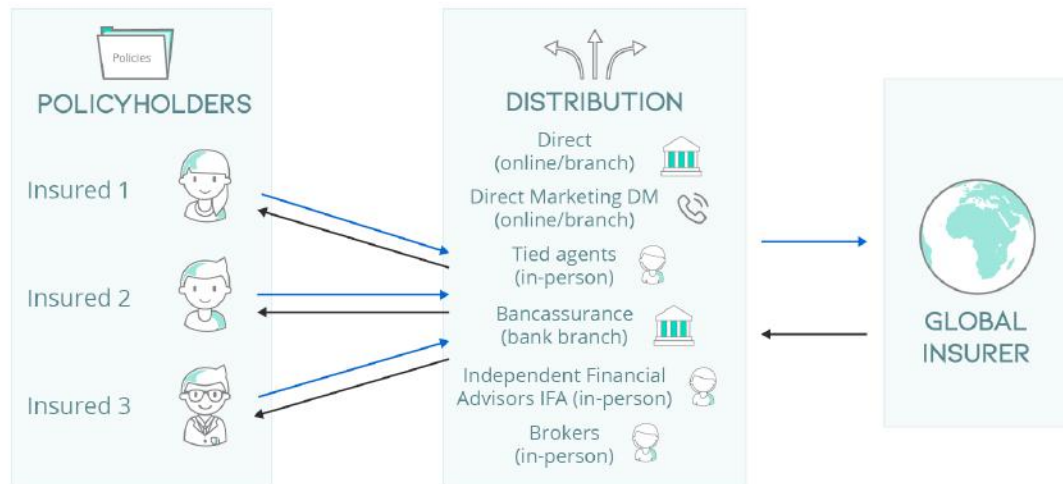 Policies
POLICYHOLDERS
Insured 1
Insured 2
Insured 3
DISTRIBUTION
Direct
(online/branch)
Direct Marketing DM
(online/branch)
Tied agents
(in-person)
Bancassurance
(bank branch)
Independent Financial
Advisors IFA (in-person)
Brokers
(in-person)
GLOBAL
INSURER